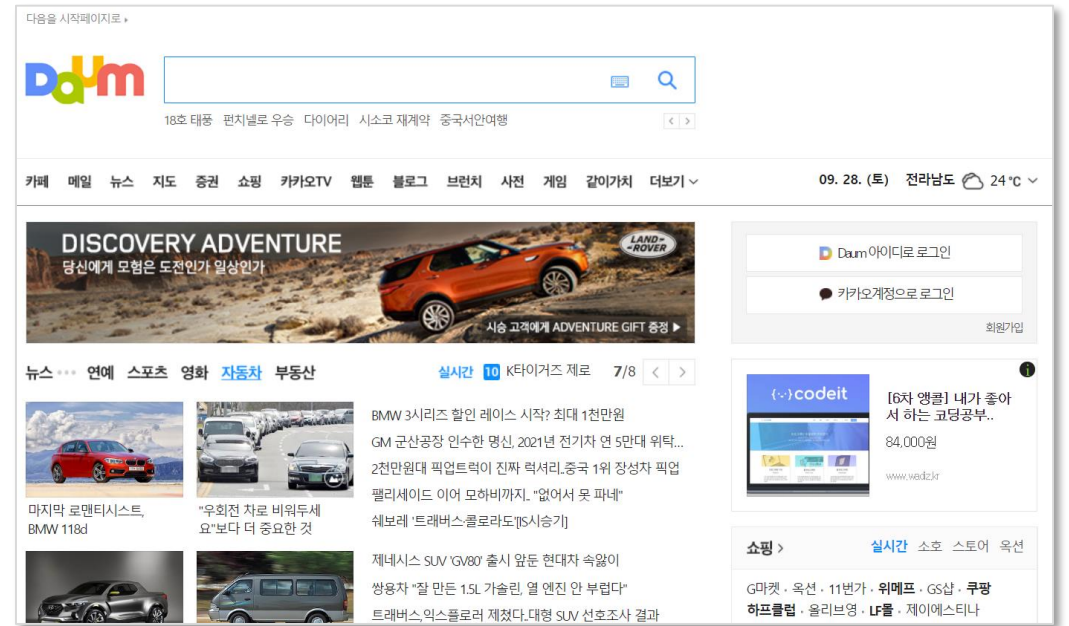 다음을 시작페이지로
Daum
18호 태풍 펀치넬로 우승 다이어리 시소코 재계약 중국서안여행
카페 메일 뉴스 지도 증권 쇼핑 카카오TV 웹툰 블로그 브런치 사전 게임 같이가치 더보기
09. 28. (토) 전라남도 24℃
DISCOVERY ADVENTURE
당신에게 모험은 도전인가 일상인가
LAND-
-ROVER
시승 고객에게 ADVENTURE GIFT 증정 ▶
Daum 아이디로 로그인
카카오계정으로 로그인
회원가입
뉴스 연예 스포츠 영화 자동차 부동산
실시간 10 K타이거즈 제로 7/8
마지막 로맨티시스트,
BMW 118d
"우회전 차로 비워두세
요"보다 더 중요한 것
BMW 3시리즈 할인 레이스 시작? 최대 1천만원
GM 군산공장 인수한 명신, 2021년 전기차 연 5만대 위탁...
2천만원대 픽업트럭이 진짜 럭셔리..중국 1위 장성차 픽업
팰리세이드 이어 모하비까지.. "없어서 못 파네"
쉐보레 '트래버스·콜로라도'[IS시승기]
제네시스 SUV 'GV80' 출시 앞둔 현대차 속앓이
쌍용차 "잘 만든 1.5L 가솔린, 열 엔진 안 부럽다"
트래버스,익스플로러 제쳤다..대형 SUV 선호조사 결과
codeit
[6차 앵콜] 내가 좋아
서 하는 코딩공부..
84,000원
www.wadiz.kr
쇼핑 > 실시간 소호 스토어 옥션
G마켓 · 옥션 · 11번가 · 위메프 · GS샵 · 쿠팡
하프클럽 · 올리브영 · LF몰 · 제이에스티나